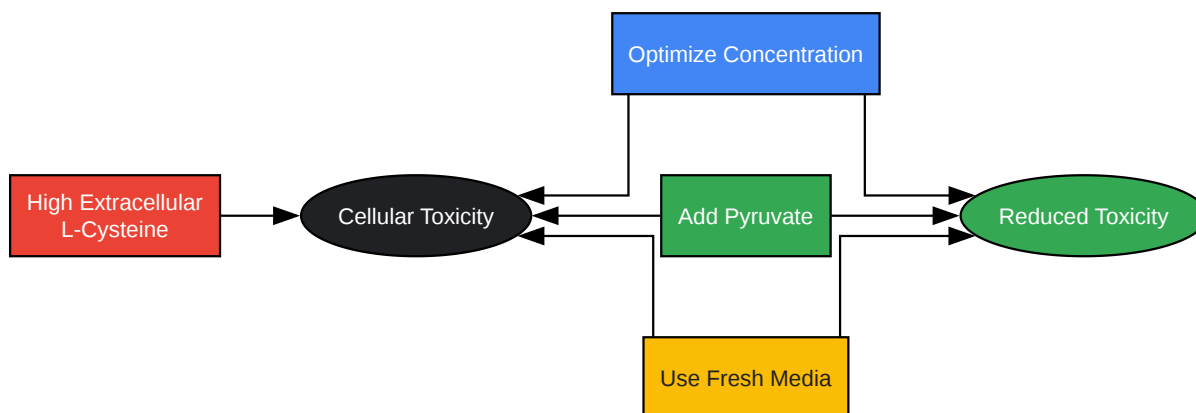 Optimize Concentration
High Extracellular
L-Cysteine
Cellular Toxicity
Add Pyruvate
Reduced Toxicity
Use Fresh Media